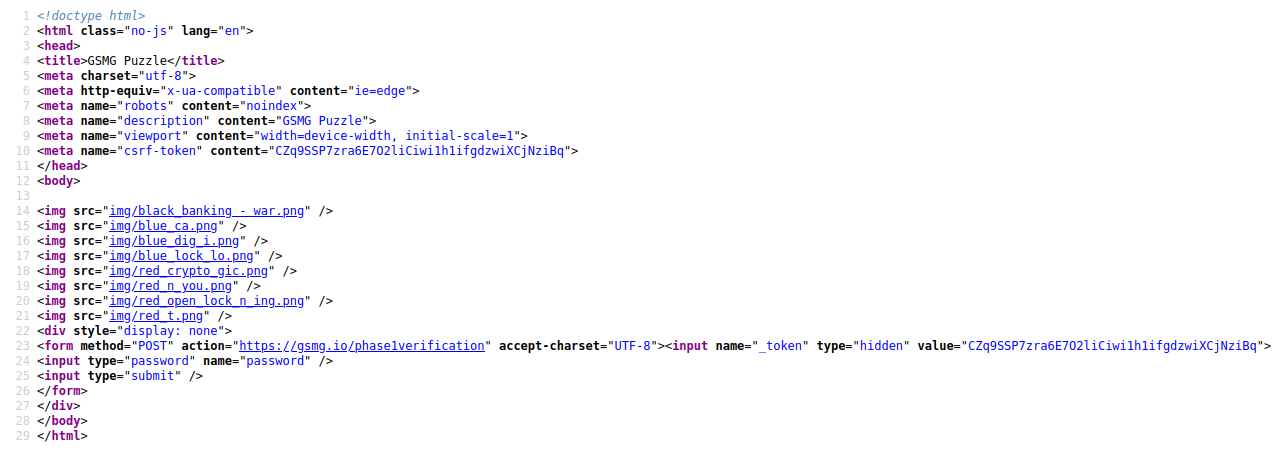 1 <!doctype html>
2 <html class="no-js" lang="en">
3 <head>
4 <title>GSMG Puzzle</title>
5 <meta charset="utf-8">
6 <meta http-equiv="x-ua-compatible" content="ie=edge">
7 <meta name="robots" content="noindex">
8 <meta name="description" content="GSMG Puzzle">
9 <meta name="viewport" content="width=device-width, initial-scale=1">
10 <meta name="csrf-token" content="CZq9SSP7zra6E7O2liCiwi1h1ifgdzwiXCjNziBq">
11 </head>
12 <body>
13
14 <img src="img/black_banking - war.png" />
15 <img src="img/blue_ca.png" />
16 <img src="img/blue_dig_i.png" />
17 <img src="img/blue_lock_lo.png" />
18 <img src="img/red_crypto_gic.png" />
19 <img src="img/red_n_you.png" />
20 <img src="img/red_open_lock_n_ing.png" />
21 <img src="img/red_t.png" />
22 <div style="display: none">
23 <form method="POST" action="https://gsmg.io/phase1verification" accept-charset="UTF-8"><input name="_token" type="hidden" value="CZq9SSP7zra6E7O2liCiwi1h1ifgdzwiXCjNziBq">
24 <input type="password" name="password" />
25 <input type="submit" />
26 </form>
27 </div>
28 </body>
29 </html>